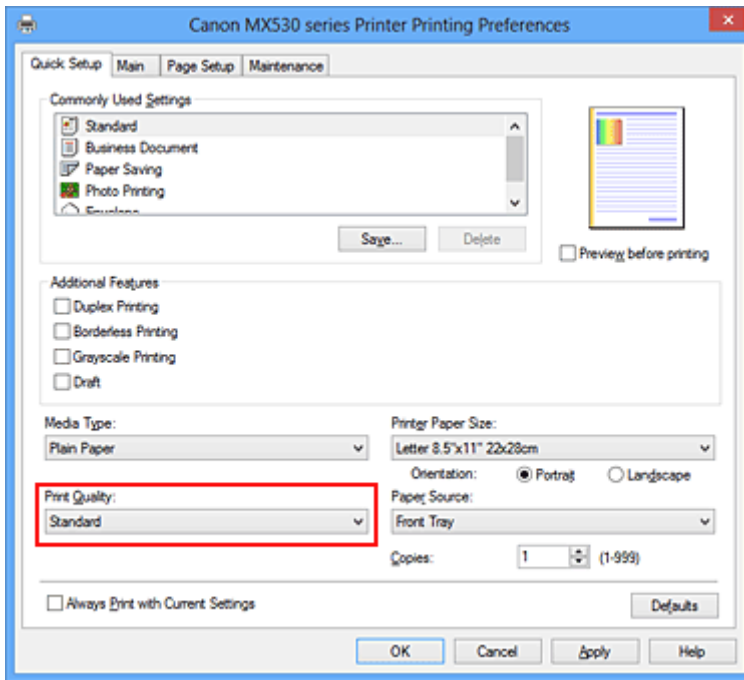 Canon MX530 series Printer Printing Preferences
Quick Setup Main Page Setup Maintenance
Commonly Used Settings
Standard
Business Document
Paper Saving
Photo Printing
Envelope
Save... Delete
Preview before printing
Additional Features
Duplex Printing
Borderless Printing
Grayscale Printing
Draft
Media Type: Printer Paper Size:
Plain Paper Letter 8.5"x11" 22x28cm
Orientation: Portrait Landscape
Print Quality: Paper Source:
Standard Front Tray
Copies: 1 (1-999)
Always Print with Current Settings Defaults
OK Cancel Apply Help